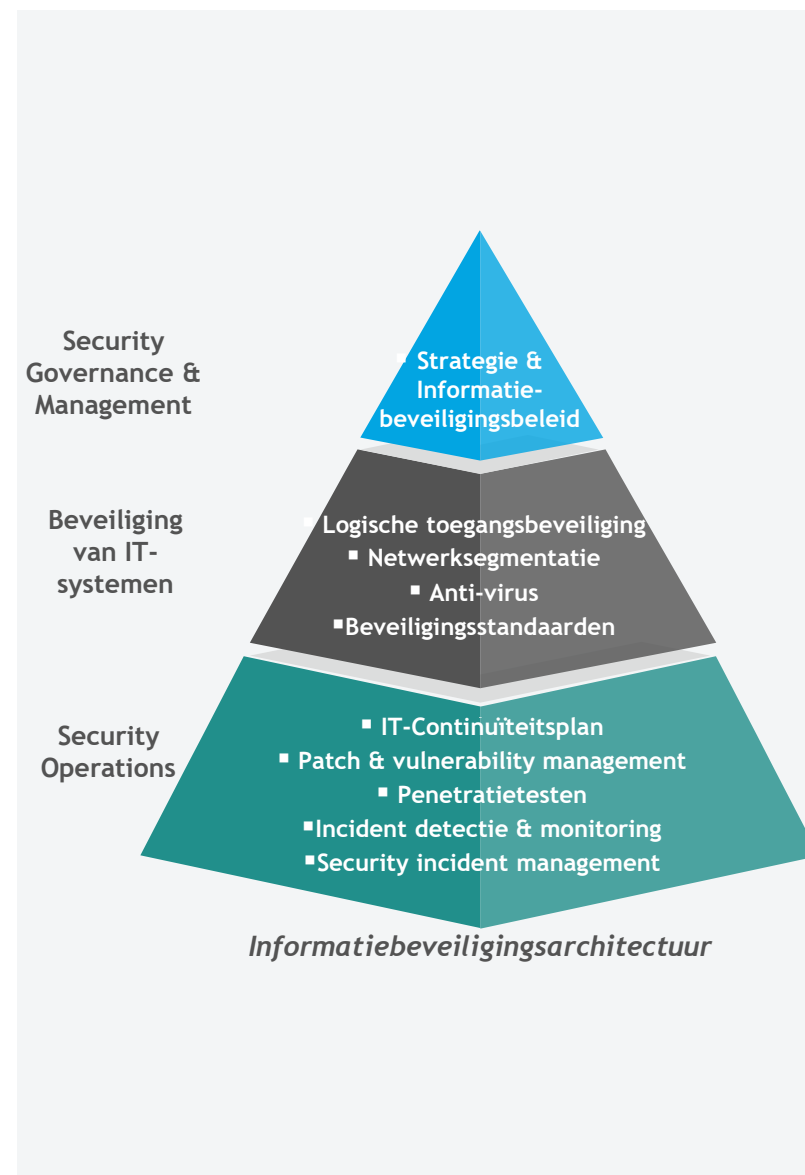 Security
Governance &
Management
▪ Strategie &
Informatie-
beveiligingsbeleid
Beveiliging
van IT-
systemen
▪ Logische toegangsbeveiliging
▪ Netwerksegmentatie
▪ Anti-virus
▪Beveiligingsstandaarden
Security
Operations
▪ IT-Continuïteitsplan
▪ Patch & vulnerability management
▪ Penetratietesten
▪Incident detectie & monitoring
▪Security incident management
Informatiebeveiligingsarchitectuur